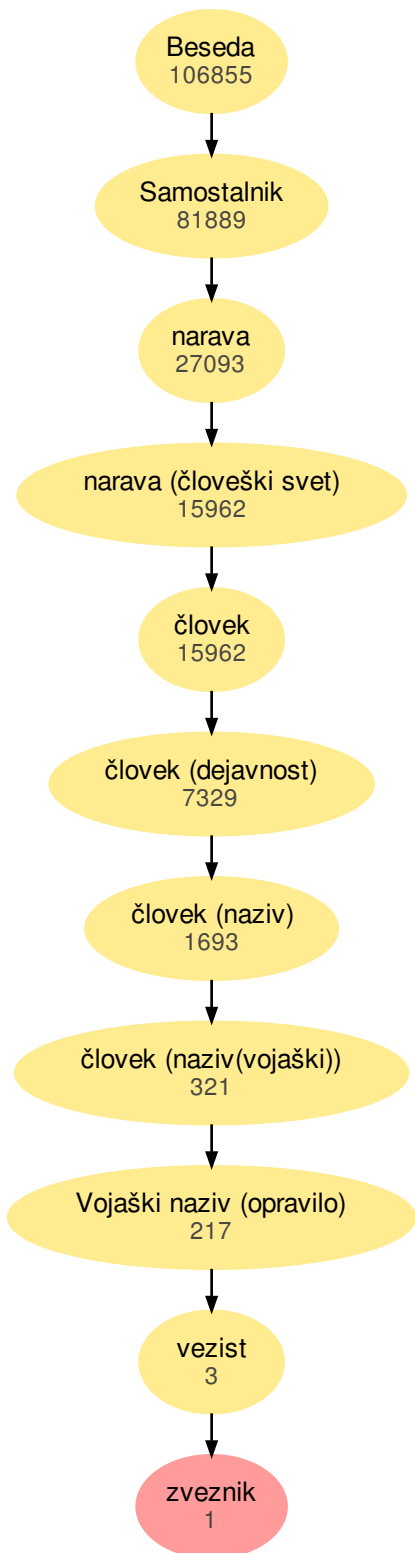 Beseda
106855
Samostalnik
81889
narava
27093
narava (človeški svet)
15962
človek
15962
človek (dejavnost)
7329
človek (naziv)
1693
človek (naziv(vojaški))
321
Vojaški naziv (opravilo)
217
vezist
3
zveznik
1